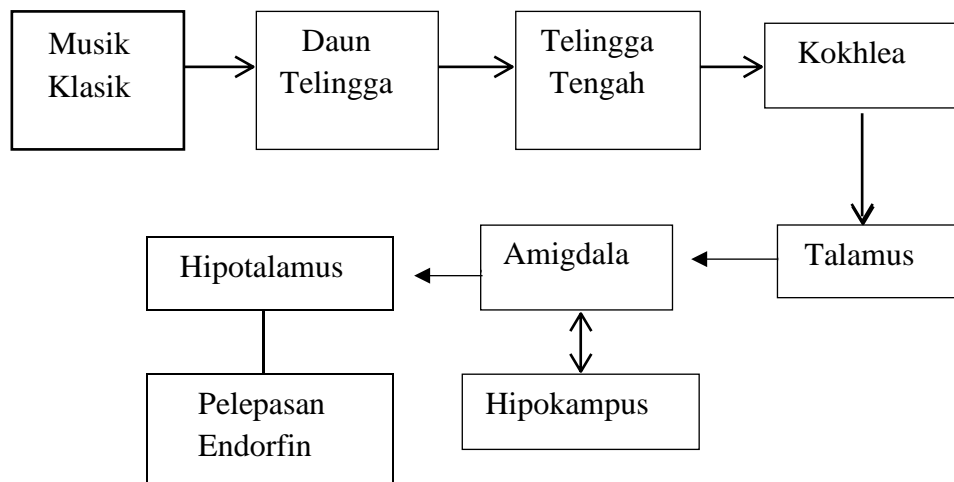 Musik
Klasik
Daun
Telingga
Telingga
Tengah
Kokhlea
Talamus
Amigdala
Hipotalamus
Hipokampus
Pelepasan
Endorfin